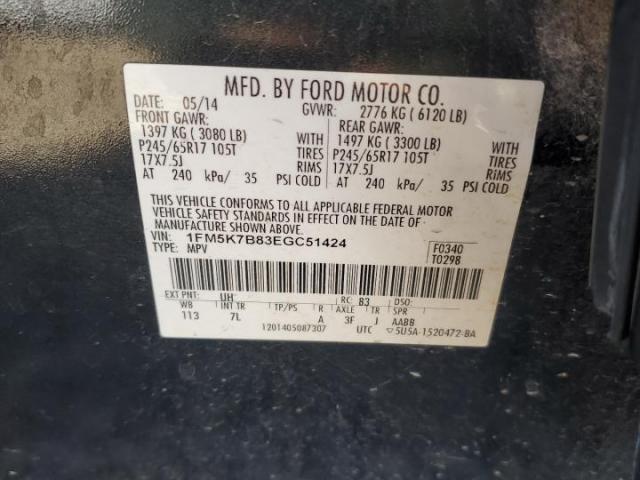 MFD. BY FORD MOTOR CO.
DATE: 05/14 GVWR: 2776 KG ( 6120 LB)
FRONT GAWR: REAR GAWR:
1397 KG ( 3080 LB) WITH 1497 KG ( 3300 LB) WITH
P245/65R17 105T TIRES P245/65R17 105T TIRES
17X7.5J RIMS 17X7.5J RIMS
AT 240 kPa/ 35 PSI COLD AT 240 kPa/ 35 PSI COLD
THIS VEHICLE CONFORMS TO ALL APPLICABLE FEDERAL MOTOR
VEHICLE SAFETY STANDARDS IN EFFECT ON THE DATE OF
MANUFACTURE SHOWN ABOVE.
VIN: 1FM5K7B83EGC51424 F0340
TYPE: MPV T0298
EXT PNT: UH RC: 83 DSO:
WB INT TR TP/PS R AXLE TR SPR
113 7L A 3F J AABB
1201405087307 UTC ▽5U5A-1520472-BA